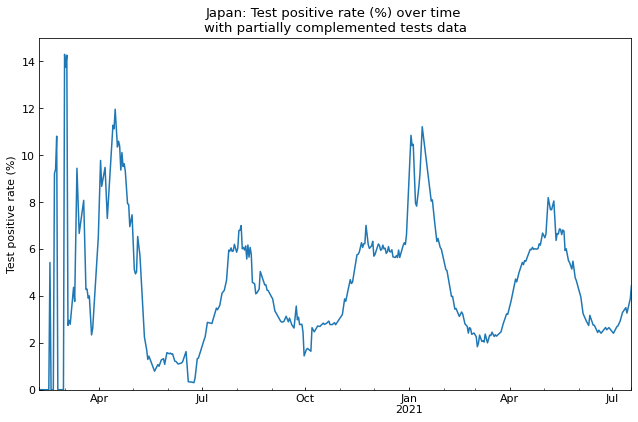 Japan: Test positive rate (%) over time
with partially complemented tests data
Test positive rate (%)
14
12
10
8
6
4
2
0
Apr
Jul
Oct
Jan
2021
Apr
Jul